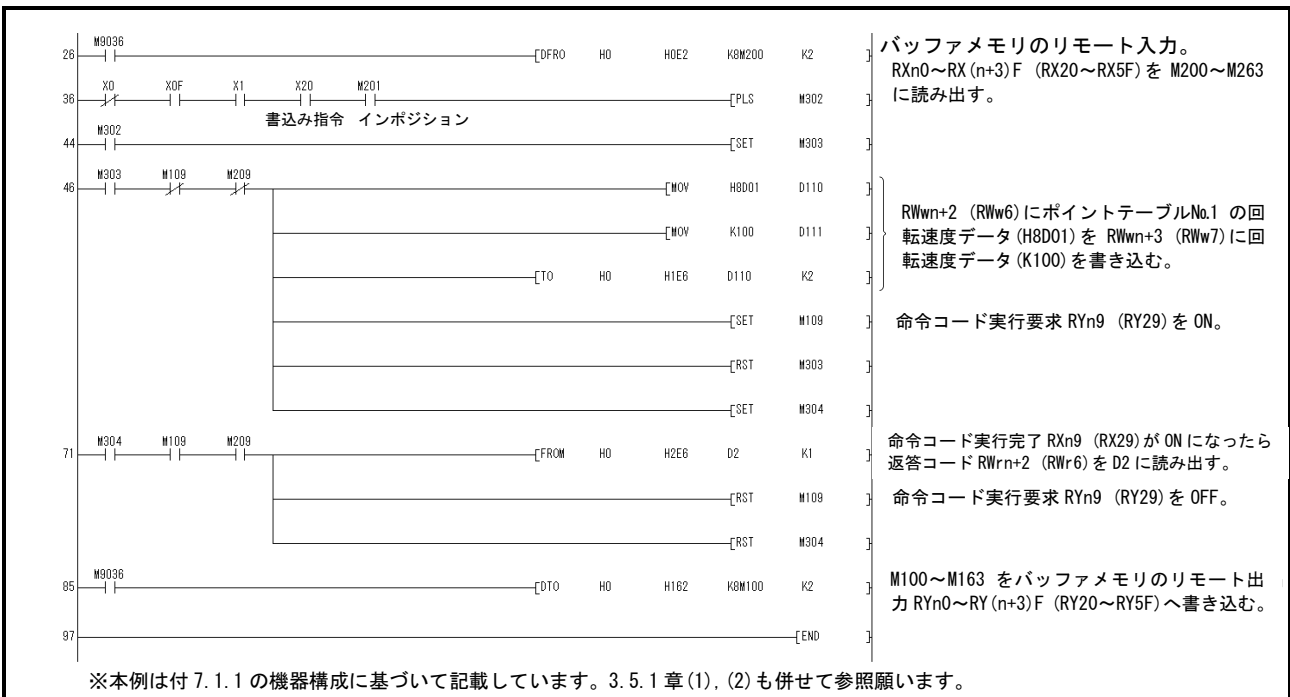 M9036
26 [DFRO H0 H0E2 K8M200 K2 ]
バッファメモリのリモート入力。
RXn0～RX(n+3)F (RX20～RX5F)を M200～M263
に読み出す。
X0 X0F X1 X20 M201
36 [PLS M302 ]
書込み指令 インポジション
M302
44 [SET M303 ]
M303 M109 M209
46 [MOV H8D01 D110 ]
[MOV K100 D111 ]
[TO H0 H1E6 D110 K2 ]
RWwn+2 (RWw6)にポイントテーブル№1 の回
転速度データ(H8D01)を RWwn+3 (RWw7)に回
転速度データ(K100)を書き込む。
[SET M109 ]
命令コード実行要求 RYn9 (RY29)を ON。
[RST M303 ]
[SET M304 ]
M304 M109 M209
71 [FROM H0 H2E6 D2 K1 ]
命令コード実行完了 RXn9 (RX29)が ON になったら
返答コード RWrn+2 (RWr6)を D2 に読み出す。
[RST M109 ]
命令コード実行要求 RYn9 (RY29)を OFF。
[RST M304 ]
M9036
85 [DTO H0 H162 K8M100 K2 ]
M100～M163 をバッファメモリのリモート出
力 RYn0～RY(n+3)F (RY20～RY5F)へ書き込む。
97 [END ]
※本例は付 7.1.1 の機器構成に基づいて記載しています。3.5.1 章(1),(2)も併せて参照願います。